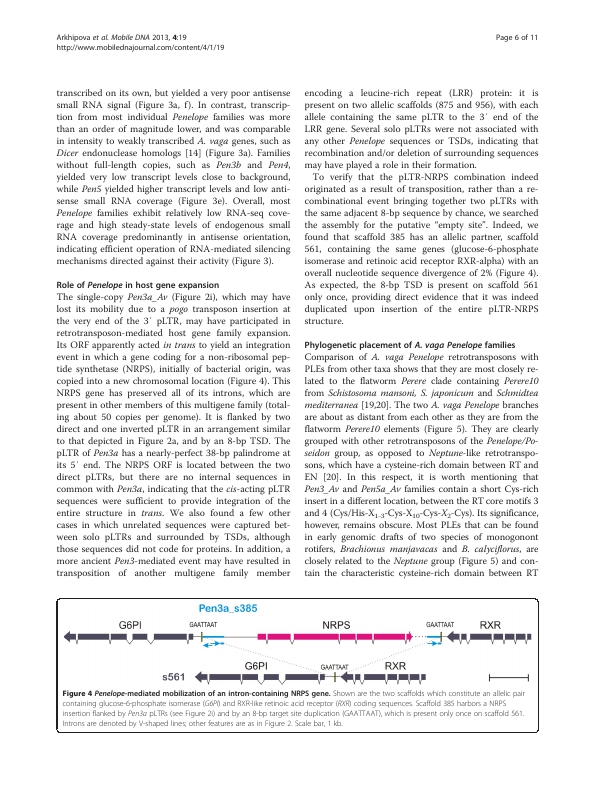 Arkhipova et al. Mobile DNA 2013, 4:19
http://www.mobilednajournal.com/content/4/1/19
Page 6 of 11
transcribed on its own, but yielded a very poor antisense
small RNA signal (Figure 3a, f). In contrast, transcrip-
tion from most individual Penelope families was more
than an order of magnitude lower, and was comparable
in intensity to weakly transcribed A. vaga genes, such as
Dicer endonuclease homologs [14] (Figure 3a). Families
without full-length copies, such as Pen3b and Pen4,
yielded very low transcript levels close to background,
while Pen5 yielded higher transcript levels and low anti-
sense small RNA coverage (Figure 3e). Overall, most
Penelope families exhibit relatively low RNA-seq cove-
rage and high steady-state levels of endogenous small
RNA coverage predominantly in antisense orientation,
indicating efficient operation of RNA-mediated silencing
mechanisms directed against their activity (Figure 3).
Role of Penelope in host gene expansion
The single-copy Pen3a_Av (Figure 2i), which may have
lost its mobility due to a pogo transposon insertion at
the very end of the 3′ pLTR, may have participated in
retrotransposon-mediated host gene family expansion.
Its ORF apparently acted in trans to yield an integration
event in which a gene coding for a non-ribosomal pep-
tide synthetase (NRPS), initially of bacterial origin, was
copied into a new chromosomal location (Figure 4). This
NRPS gene has preserved all of its introns, which are
present in other members of this multigene family (total-
ing about 50 copies per genome). It is flanked by two
direct and one inverted pLTR in an arrangement similar
to that depicted in Figure 2a, and by an 8-bp TSD. The
pLTR of Pen3a has a nearly-perfect 38-bp palindrome at
its 5′ end. The NRPS ORF is located between the two
direct pLTRs, but there are no internal sequences in
common with Pen3a, indicating that the cis-acting pLTR
sequences were sufficient to provide integration of the
entire structure in trans. We also found a few other
cases in which unrelated sequences were captured bet-
ween solo pLTRs and surrounded by TSDs, although
those sequences did not code for proteins. In addition, a
more ancient Pen3-mediated event may have resulted in
transposition of another multigene family member
encoding a leucine-rich repeat (LRR) protein: it is
present on two allelic scaffolds (875 and 956), with each
allele containing the same pLTR to the 3′ end of the
LRR gene. Several solo pLTRs were not associated with
any other Penelope sequences or TSDs, indicating that
recombination and/or deletion of surrounding sequences
may have played a role in their formation.
To verify that the pLTR-NRPS combination indeed
originated as a result of transposition, rather than a re-
combinational event bringing together two pLTRs with
the same adjacent 8-bp sequence by chance, we searched
the assembly for the putative “empty site”. Indeed, we
found that scaffold 385 has an allelic partner, scaffold
561, containing the same genes (glucose-6-phosphate
isomerase and retinoic acid receptor RXR-alpha) with an
overall nucleotide sequence divergence of 2% (Figure 4).
As expected, the 8-bp TSD is present on scaffold 561
only once, providing direct evidence that it was indeed
duplicated upon insertion of the entire pLTR-NRPS
structure.
Phylogenetic placement of A. vaga Penelope families
Comparison of A. vaga Penelope retrotransposons with
PLEs from other taxa shows that they are most closely re-
lated to the flatworm Perere clade containing Perere10
from Schistosoma mansoni, S. japonicum and Schmidtea
mediterranea [19,20]. The two A. vaga Penelope branches
are about as distant from each other as they are from the
flatworm Perere10 elements (Figure 5). They are clearly
grouped with other retrotransposons of the Penelope/Po-
seidon group, as opposed to Neptune-like retrotranspo-
sons, which have a cysteine-rich domain between RT and
EN [20]. In this respect, it is worth mentioning that
Pen3_Av and Pen5a_Av families contain a short Cys-rich
insert in a different location, between the RT core motifs 3
and 4 (Cys/His-X1-3-Cys-X10-Cys-X2-Cys). Its significance,
however, remains obscure. Most PLEs that can be found
in early genomic drafts of two species of monogonont
rotifers, Brachionus manjavacas and B. calyciflorus, are
closely related to the Neptune group (Figure 5) and con-
tain the characteristic cysteine-rich domain between RT
Pen3a_s385
G6PI GAATTAAT NRPS GAATTAAT RXR
s561 G6PI GAATTAAT RXR
Figure 4 Penelope-mediated mobilization of an intron-containing NRPS gene. Shown are the two scaffolds which constitute an allelic pair
containing glucose-6-phosphate isomerase (G6PI) and RXR-like retinoic acid receptor (RXR) coding sequences. Scaffold 385 harbors a NRPS
insertion flanked by Pen3a pLTRs (see Figure 2i) and by an 8-bp target site duplication (GAATTAAT), which is present only once on scaffold 561.
Introns are denoted by V-shaped lines; other features are as in Figure 2. Scale bar, 1 kb.